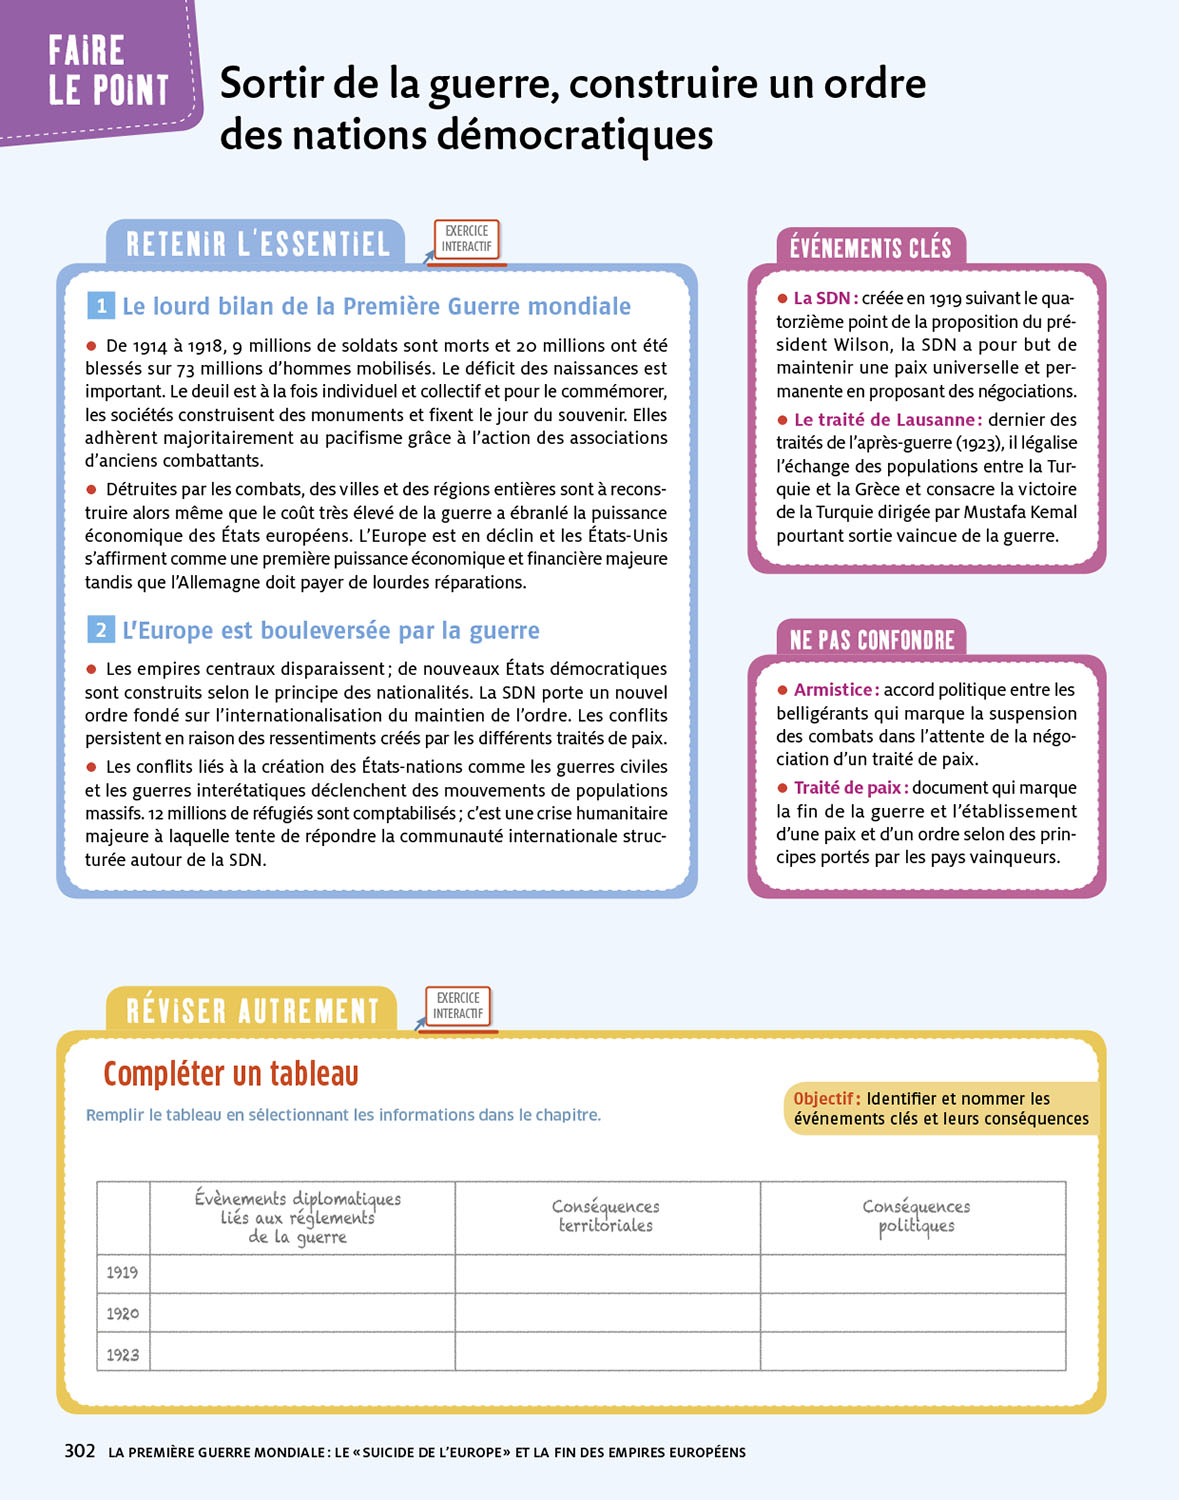 FAIRE
LE POINT
Sortir de la guerre, construire un ordre
des nations démocratiques
RETENIR L'ESSENTIEL
EXERCICE
INTERACTIF
1 Le lourd bilan de la Première Guerre mondiale
● De 1914 à 1918, 9 millions de soldats sont morts et 20 millions ont été
blessés sur 73 millions d’hommes mobilisés. Le déficit des naissances est
important. Le deuil est à la fois individuel et collectif et pour le commémorer,
les sociétés construisent des monuments et fixent le jour du souvenir. Elles
adhèrent majoritairement au pacifisme grâce à l’action des associations
d’anciens combattants.
● Détruites par les combats, des villes et des régions entières sont à recons-
truire alors même que le coût très élevé de la guerre a ébranlé la puissance
économique des États européens. L’Europe est en déclin et les États-Unis
s’affirment comme une première puissance économique et financière majeure
tandis que l’Allemagne doit payer de lourdes réparations.
2 L’Europe est bouleversée par la guerre
● Les empires centraux disparaissent ; de nouveaux États démocratiques
sont construits selon le principe des nationalités. La SDN porte un nouvel
ordre fondé sur l’internationalisation du maintien de l’ordre. Les conflits
persistent en raison des ressentiments créés par les différents traités de paix.
● Les conflits liés à la création des États-nations comme les guerres civiles
et les guerres interétatiques déclenchent des mouvements de populations
massifs. 12 millions de réfugiés sont comptabilisés ; c’est une crise humanitaire
majeure à laquelle tente de répondre la communauté internationale struc-
turée autour de la SDN.
ÉVÉNEMENTS CLÉS
● La SDN : créée en 1919 suivant le qua-
torzième point de la proposition du pré-
sident Wilson, la SDN a pour but de
maintenir une paix universelle et per-
manente en proposant des négociations.
● Le traité de Lausanne : dernier des
traités de l’après-guerre (1923), il légalise
l’échange des populations entre la Tur-
quie et la Grèce et consacre la victoire
de la Turquie dirigée par Mustafa Kemal
pourtant sortie vaincue de la guerre.
NE PAS CONFONDRE
● Armistice : accord politique entre les
belligérants qui marque la suspension
des combats dans l’attente de la négo-
ciation d’un traité de paix.
● Traité de paix : document qui marque
la fin de la guerre et l’établissement
d’une paix et d’un ordre selon des prin-
cipes portés par les pays vainqueurs.
RÉVISER AUTREMENT
EXERCICE
INTERACTIF
Compléter un tableau
Remplir le tableau en sélectionnant les informations dans le chapitre.
Objectif : Identifier et nommer les
événements clés et leurs conséquences
Évènements diplomatiques
liés aux réglements
de la guerre
Conséquences
territoriales
Conséquences
politiques
1919
1920
1923
302 LA PREMIÈRE GUERRE MONDIALE : LE « SUICIDE DE L’EUROPE » ET LA FIN DES EMPIRES EUROPÉENS